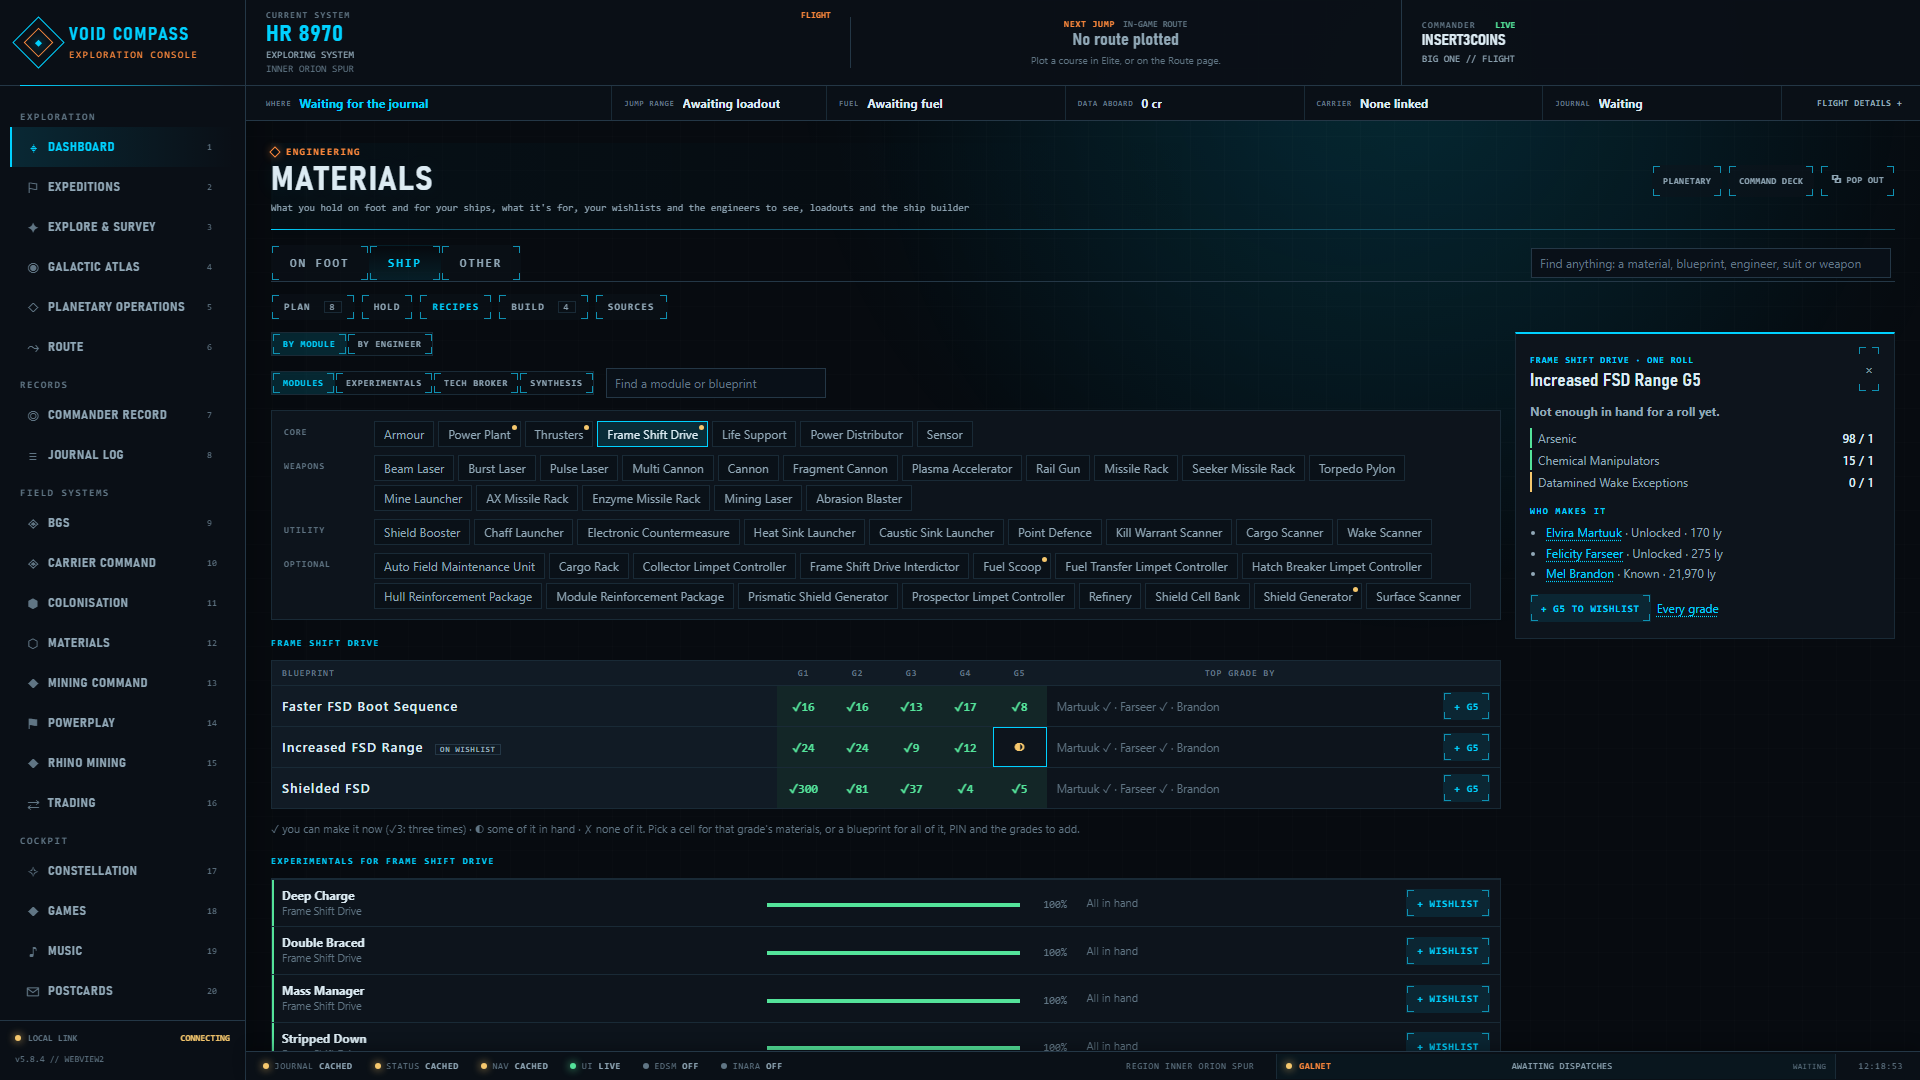 VOID COMPASS
EXPLORATION CONSOLE
CURRENT SYSTEM
FLIGHT
HR 8970
EXPLORING SYSTEM
INNER ORION SPUR
NEXT JUMP IN-GAME ROUTE
No route plotted
Plot a course in Elite, or on the Route page.
COMMANDER LIVE
INSERT3COINS
BIG ONE // FLIGHT
WHERE Waiting for the journal
JUMP RANGE Awaiting loadout
FUEL Awaiting fuel
DATA ABOARD 0 cr
CARRIER None linked
JOURNAL Waiting
FLIGHT DETAILS +
EXPLORATION
DASHBOARD 1
EXPEDITIONS 2
EXPLORE & SURVEY 3
GALACTIC ATLAS 4
PLANETARY OPERATIONS 5
ROUTE 6
RECORDS
COMMANDER RECORD 7
JOURNAL LOG 8
FIELD SYSTEMS
BGS 9
CARRIER COMMAND 10
COLONISATION 11
MATERIALS 12
MINING COMMAND 13
POWERPLAY 14
RHINO MINING 15
TRADING 16
COCKPIT
CONSTELLATION 17
GAMES 18
MUSIC 19
POSTCARDS 20
LOCAL LINK CONNECTING
v5.8.4 // WEBVIEW2
ENGINEERING
MATERIALS
What you hold on foot and for your ships, what it's for, your wishlists and the engineers to see, loadouts and the ship builder
PLANETARY
COMMAND DECK
POP OUT
ON FOOT
SHIP
OTHER
Find anything: a material, blueprint, engineer, suit or weapon
PLAN 8
HOLD
RECIPES
BUILD 4
SOURCES
BY MODULE
BY ENGINEER
MODULES
EXPERIMENTALS
TECH BROKER
SYNTHESIS
Find a module or blueprint
CORE
Armour
Power Plant
Thrusters
Frame Shift Drive
Life Support
Power Distributor
Sensor
WEAPONS
Beam Laser
Burst Laser
Pulse Laser
Multi Cannon
Cannon
Fragment Cannon
Plasma Accelerator
Rail Gun
Missile Rack
Seeker Missile Rack
Torpedo Pylon
Mine Launcher
AX Missile Rack
Enzyme Missile Rack
Mining Laser
Abrasion Blaster
UTILITY
Shield Booster
Chaff Launcher
Electronic Countermeasure
Heat Sink Launcher
Caustic Sink Launcher
Point Defence
Kill Warrant Scanner
Cargo Scanner
Wake Scanner
OPTIONAL
Auto Field Maintenance Unit
Cargo Rack
Collector Limpet Controller
Frame Shift Drive Interdictor
Fuel Scoop
Fuel Transfer Limpet Controller
Hatch Breaker Limpet Controller
Hull Reinforcement Package
Module Reinforcement Package
Prismatic Shield Generator
Prospector Limpet Controller
Refinery
Shield Cell Bank
Shield Generator
Surface Scanner
FRAME SHIFT DRIVE
BLUEPRINT G1 G2 G3 G4 G5 TOP GRADE BY
Faster FSD Boot Sequence ✓16 ✓16 ✓13 ✓17 ✓8 Martuuk ✓ · Farseer ✓ · Brandon + G5
Increased FSD Range ON WISHLIST ✓24 ✓24 ✓9 ✓12 ◐ Martuuk ✓ · Farseer ✓ · Brandon + G5
Shielded FSD ✓300 ✓81 ✓37 ✓4 ✓5 Martuuk ✓ · Farseer ✓ · Brandon + G5
✓ you can make it now (✓3: three times) · ◐ some of it in hand · ✗ none of it. Pick a cell for that grade's materials, or a blueprint for all of it, PIN and the grades to add.
EXPERIMENTALS FOR FRAME SHIFT DRIVE
Deep Charge
Frame Shift Drive
100% All in hand + WISHLIST
Double Braced
Frame Shift Drive
100% All in hand + WISHLIST
Mass Manager
Frame Shift Drive
100% All in hand + WISHLIST
Stripped Down
100% All in hand + WISHLIST
FRAME SHIFT DRIVE · ONE ROLL
×
Increased FSD Range G5
Not enough in hand for a roll yet.
Arsenic 98 / 1
Chemical Manipulators 15 / 1
Datamined Wake Exceptions 0 / 1
WHO MAKES IT
• Elvira Martuuk · Unlocked · 170 ly
• Felicity Farseer · Unlocked · 275 ly
• Mel Brandon · Known · 21,970 ly
+ G5 TO WISHLIST
Every grade
JOURNAL CACHED
STATUS CACHED
NAV CACHED
UI LIVE
EDSM OFF
INARA OFF
REGION INNER ORION SPUR
GALNET
AWAITING DISPATCHES
WAITING
12:18:53